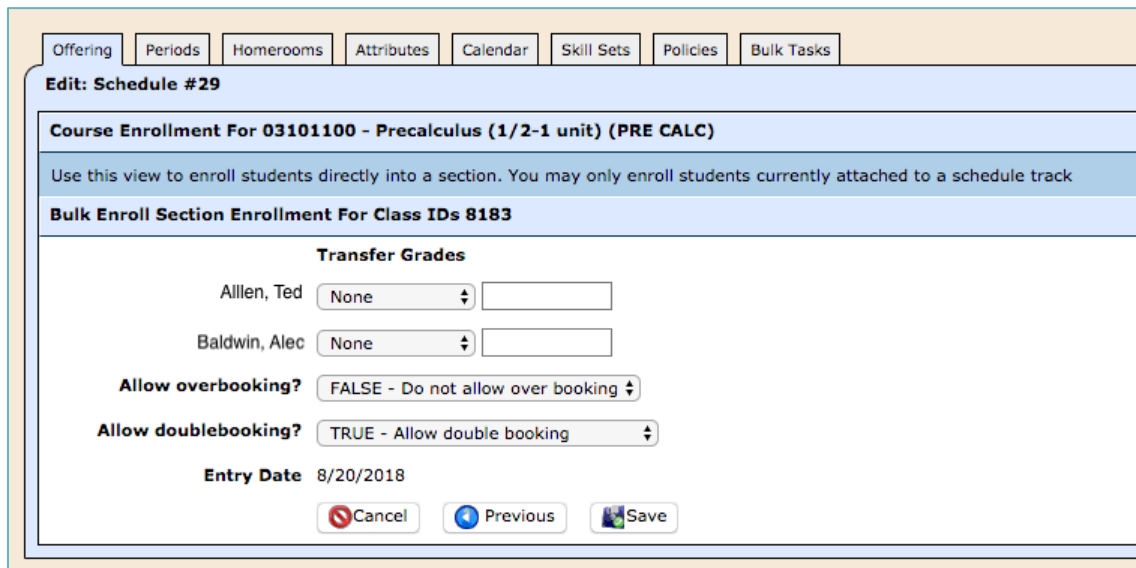 Offering Periods Homerooms Attributes Calendar Skill Sets Policies Bulk Tasks
Edit: Schedule #29
Course Enrollment For 03101100 - Precalculus (1/2-1 unit) (PRE CALC)
Use this view to enroll students directly into a section. You may only enroll students currently attached to a schedule track
Bulk Enroll Section Enrollment For Class IDs 8183
Transfer Grades
Alllen, Ted None
Baldwin, Alec None
Allow overbooking? FALSE - Do not allow over booking
Allow doublebooking? TRUE - Allow double booking
Entry Date 8/20/2018
Cancel Previous Save